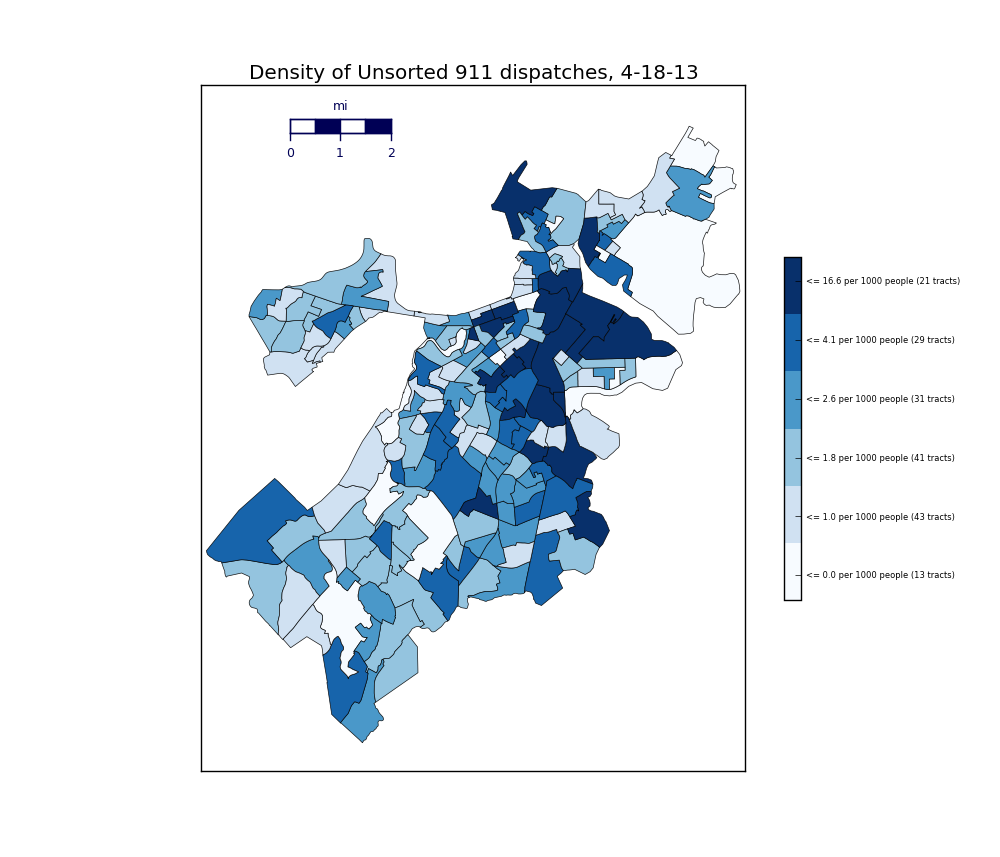 Density of Unsorted 911 dispatches, 4-18-13
mi
0 1 2
<= 16.6 per 1000 people (21 tracts)
<= 4.1 per 1000 people (29 tracts)
<= 2.6 per 1000 people (31 tracts)
<= 1.8 per 1000 people (41 tracts)
<= 1.0 per 1000 people (43 tracts)
<= 0.0 per 1000 people (13 tracts)